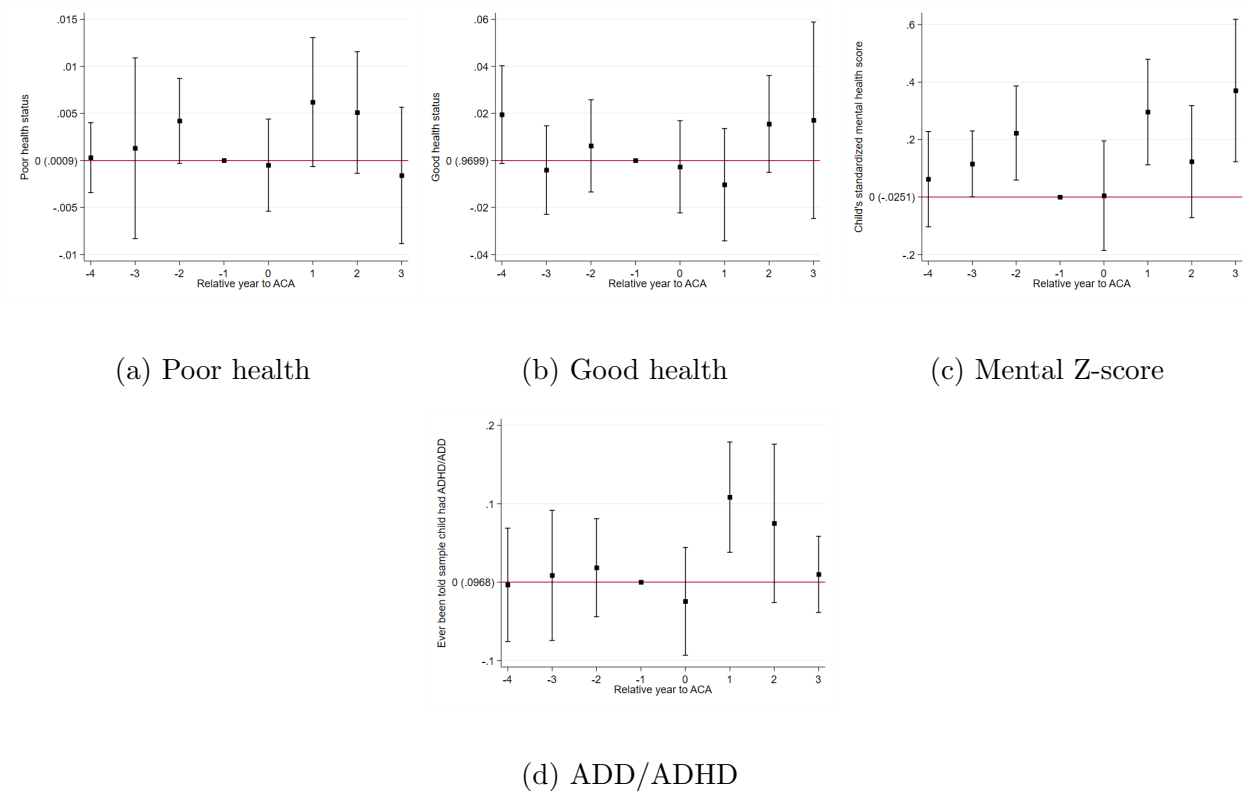 Poor health status
.015
.01
.005
0 (.0009)
-.005
-.01
-4 -3 -2 -1 0 1 2 3
Relative year to ACA
(a) Poor health
Good health status
.06
.04
.02
0 (.9699)
-.02
-.04
-4 -3 -2 -1 0 1 2 3
Relative year to ACA
(b) Good health
Child's standardized mental health score
.6
.4
.2
0 (-.0251)
-.2
-4 -3 -2 -1 0 1 2 3
Relative year to ACA
(c) Mental Z-score
Ever been told sample child had ADHD/ADD
.2
.1
0 (.0968)
-.1
-4 -3 -2 -1 0 1 2 3
Relative year to ACA
(d) ADD/ADHD